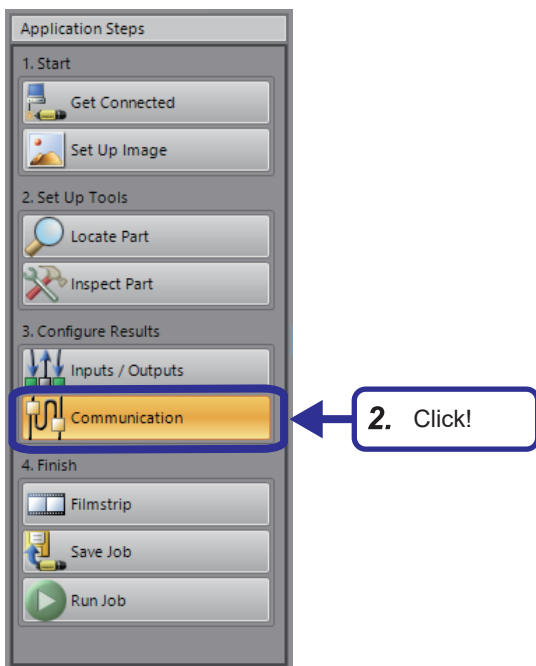 Application Steps
1. Start
Get Connected
Set Up Image
2. Set Up Tools
Locate Part
Inspect Part
3. Configure Results
Inputs / Outputs
Communication
2. Click!
4. Finish
Filmstrip
Save Job
Run Job